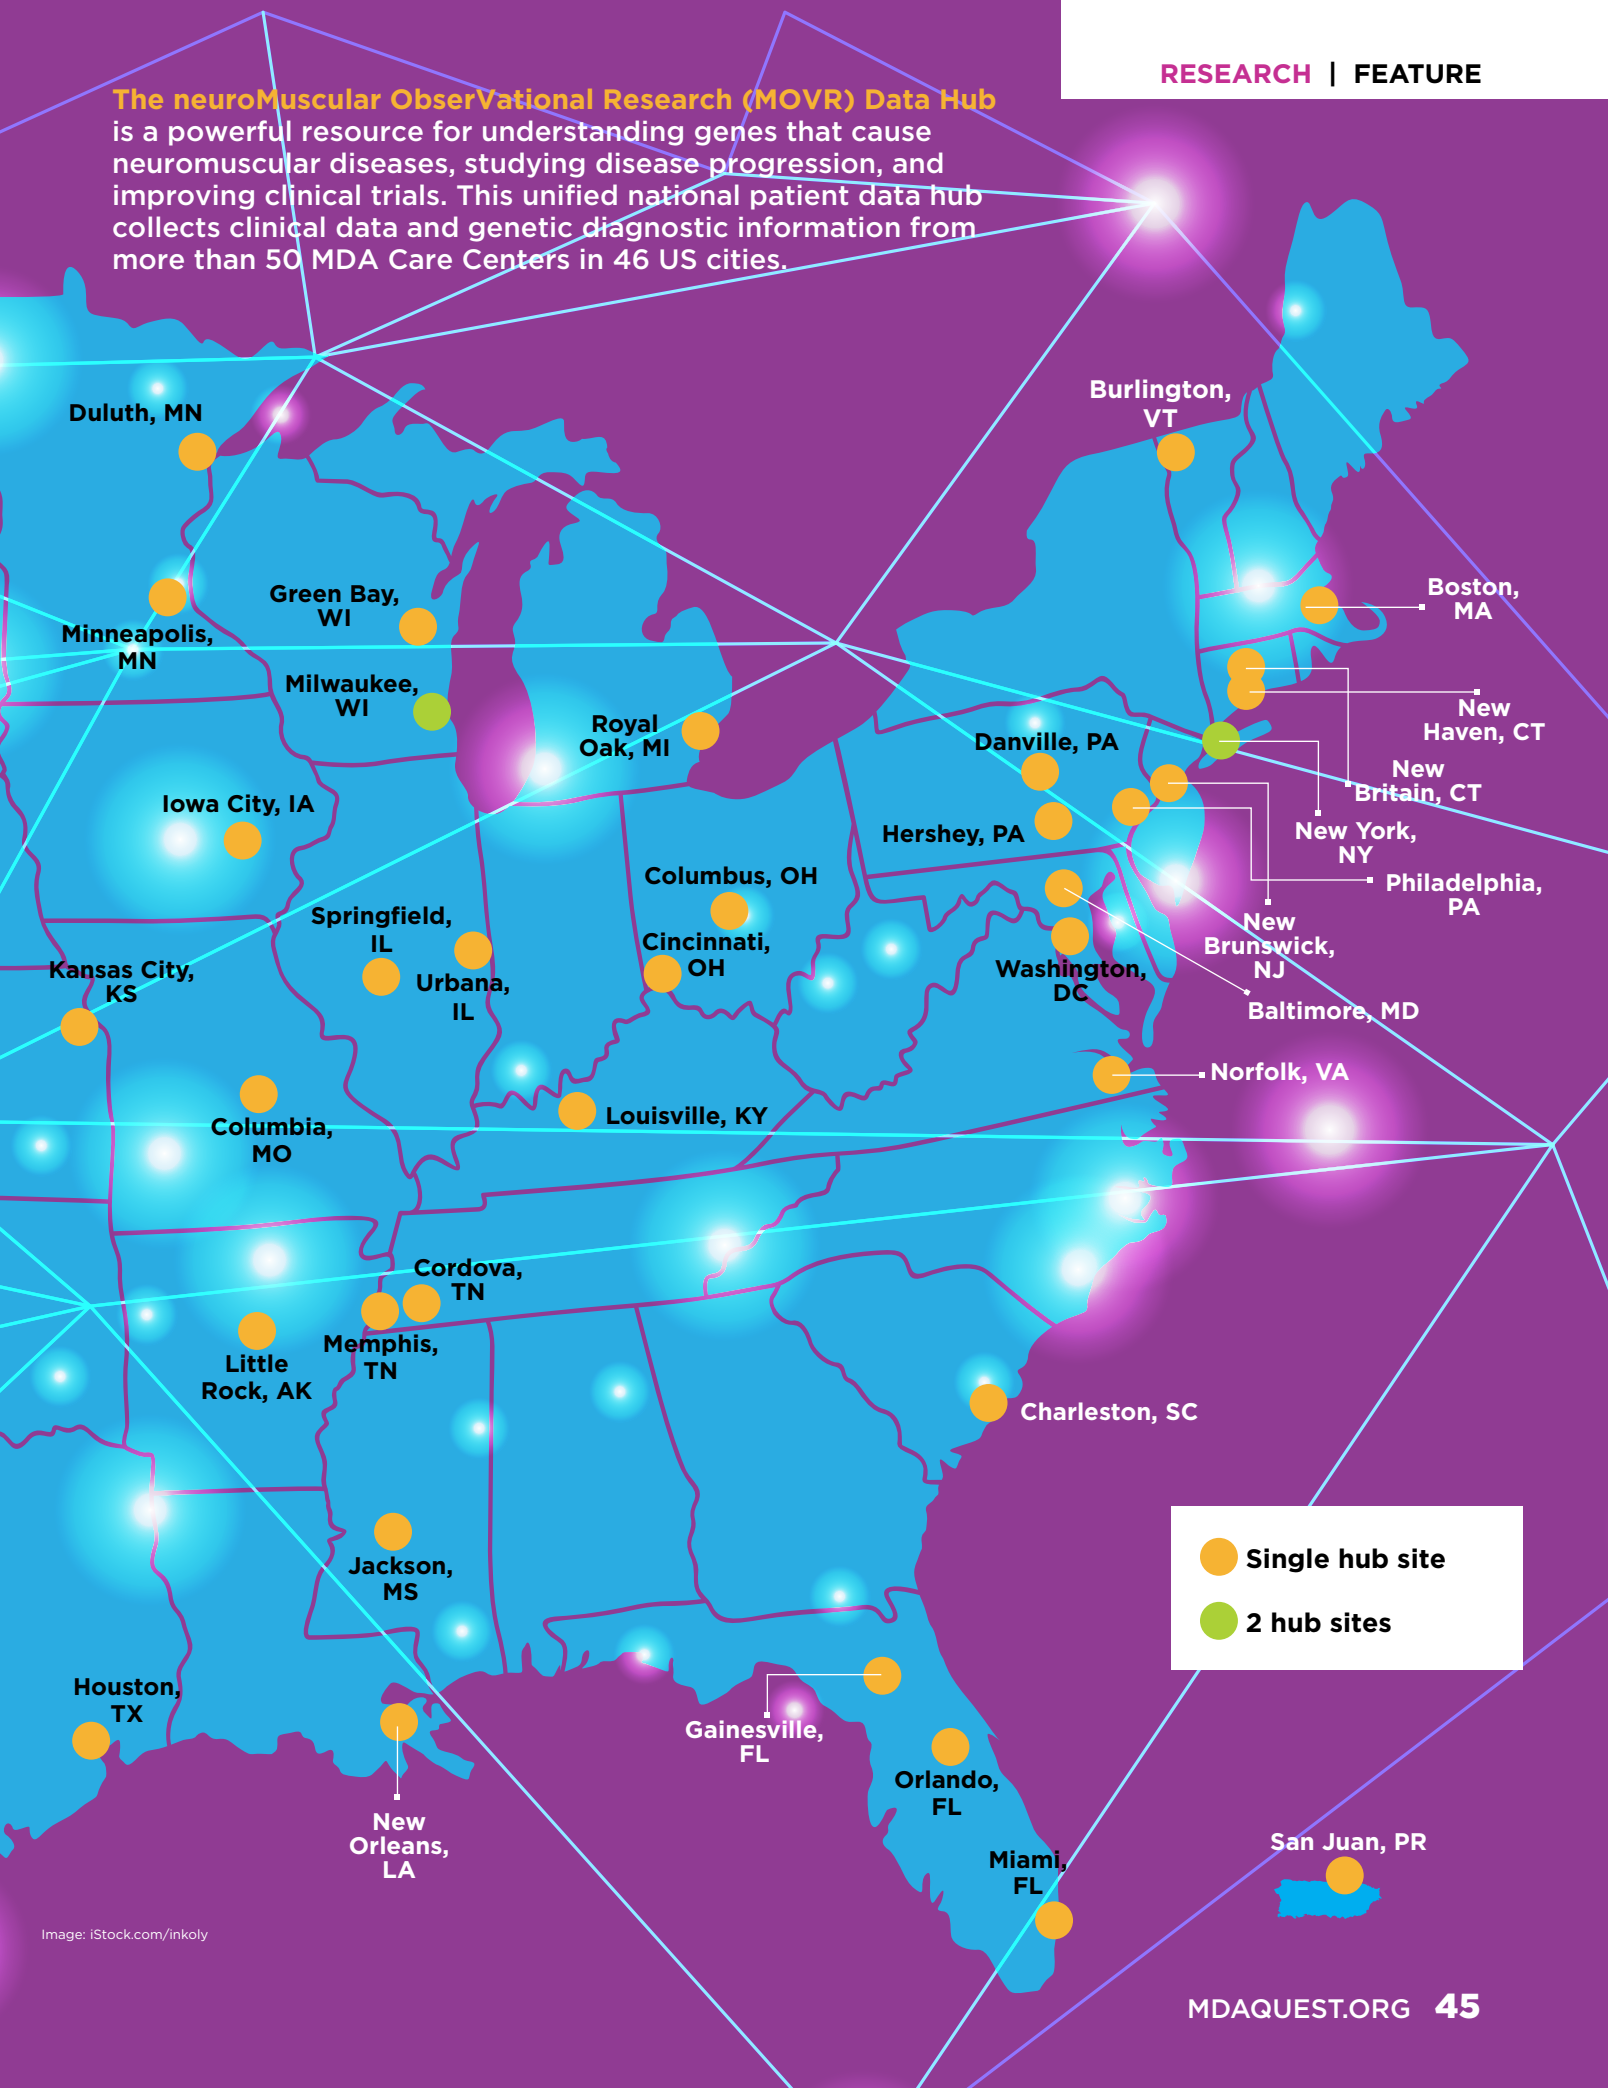 RESEARCH | FEATURE
The neuroMuscular ObserVational Research (MOVR) Data Hub
is a powerful resource for understanding genes that cause
neuromuscular diseases, studying disease progression, and
improving clinical trials. This unified national patient data hub
collects clinical data and genetic diagnostic information from
more than 50 MDA Care Centers in 46 US cities.
Burlington,
VT
Duluth, MN
Boston,
MA
Green Bay,
WI
Minneapolis,
MN
Milwaukee,
WI
Royal
Oak, MI
New
Haven, CT
Danville, PA
New
Britain, CT
Iowa City, IA
Hershey, PA
New York,
NY
Columbus, OH
Philadelphia,
PA
Springfield,
IL
New
Brunswick,
NJ
Cincinnati,
OH
Kansas City,
KS
Urbana,
IL
Washington,
DC
Baltimore, MD
Norfolk, VA
Louisville, KY
Columbia,
MO
Cordova,
TN
Memphis,
TN
Little
Rock, AK
Charleston, SC
Single hub site
2 hub sites
Jackson,
MS
Houston,
TX
Gainesville,
FL
Orlando,
FL
New
Orleans,
LA
Miami,
FL
San Juan, PR
Image: iStock.com/inkoly
MDAQUEST.ORG 45